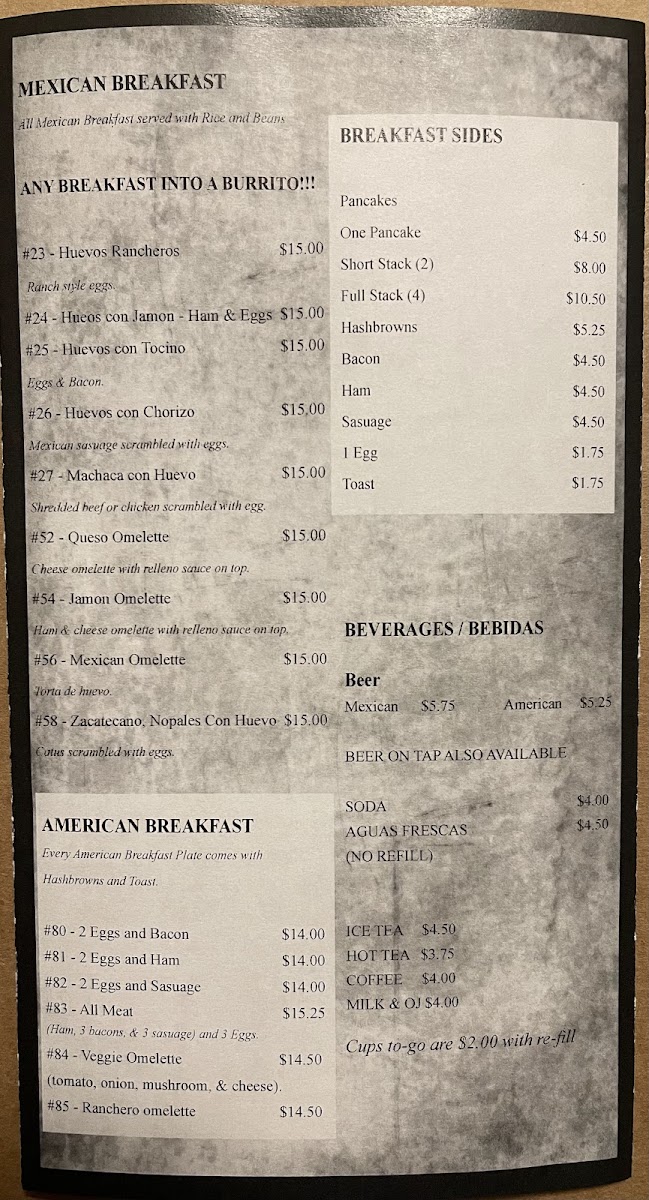 MEXICAN BREAKFAST
All Mexican Breakfast served with Rice and Beans
ANY BREAKFAST INTO A BURRITO!!!
#23 - Huevos Rancheros $15.00
Ranch style eggs.
#24 - Hueos con Jamon - Ham & Eggs $15.00
#25 - Huevos con Tocino $15.00
Eggs & Bacon.
#26 - Huevos con Chorizo $15.00
Mexican sasuage scrambled with eggs.
#27 - Machaca con Huevo $15.00
Shredded beef or chicken scrambled with egg.
#52 - Queso Omelette $15.00
Cheese omelette with relleno sauce on top.
#54 - Jamon Omelette $15.00
Ham & cheese omelette with relleno sauce on top.
#56 - Mexican Omelette $15.00
Torta de huevo.
#58 - Zacatecano, Nopales Con Huevo $15.00
Catus scrambled with eggs.
AMERICAN BREAKFAST
Every American Breakfast Plate comes with
Hashbrowns and Toast.
#80 - 2 Eggs and Bacon $14.00
#81 - 2 Eggs and Ham $14.00
#82 - 2 Eggs and Sasuage $14.00
#83 - All Meat $15.25
(Ham, 3 bacons, & 3 sasuage) and 3 Eggs.
#84 - Veggie Omelette $14.50
(tomato, onion, mushroom, & cheese).
#85 - Ranchero omelette $14.50
BREAKFAST SIDES
Pancakes
One Pancake $4.50
Short Stack (2) $8.00
Full Stack (4) $10.50
Hashbrowns $5.25
Bacon $4.50
Ham $4.50
Sasuage $4.50
1 Egg $1.75
Toast $1.75
BEVERAGES / BEBIDAS
Beer
Mexican $5.75 American $5.25
BEER ON TAP ALSO AVAILABLE
SODA $4.00
AGUAS FRESCAS $4.50
(NO REFILL)
ICE TEA $4.50
HOT TEA $3.75
COFFEE $4.00
MILK & OJ $4.00
Cups to-go are $2.00 with re-fill